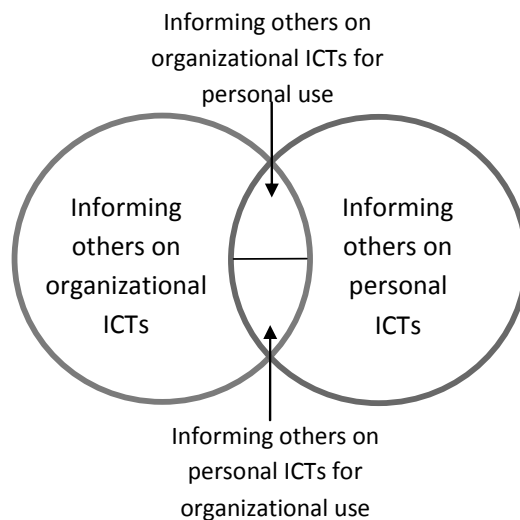 Informing others on
organizational ICTs for
personal use
Informing
others on
organizational
ICTs
Informing
others on
personal
ICTs
Informing others on
personal ICTs for
organizational use